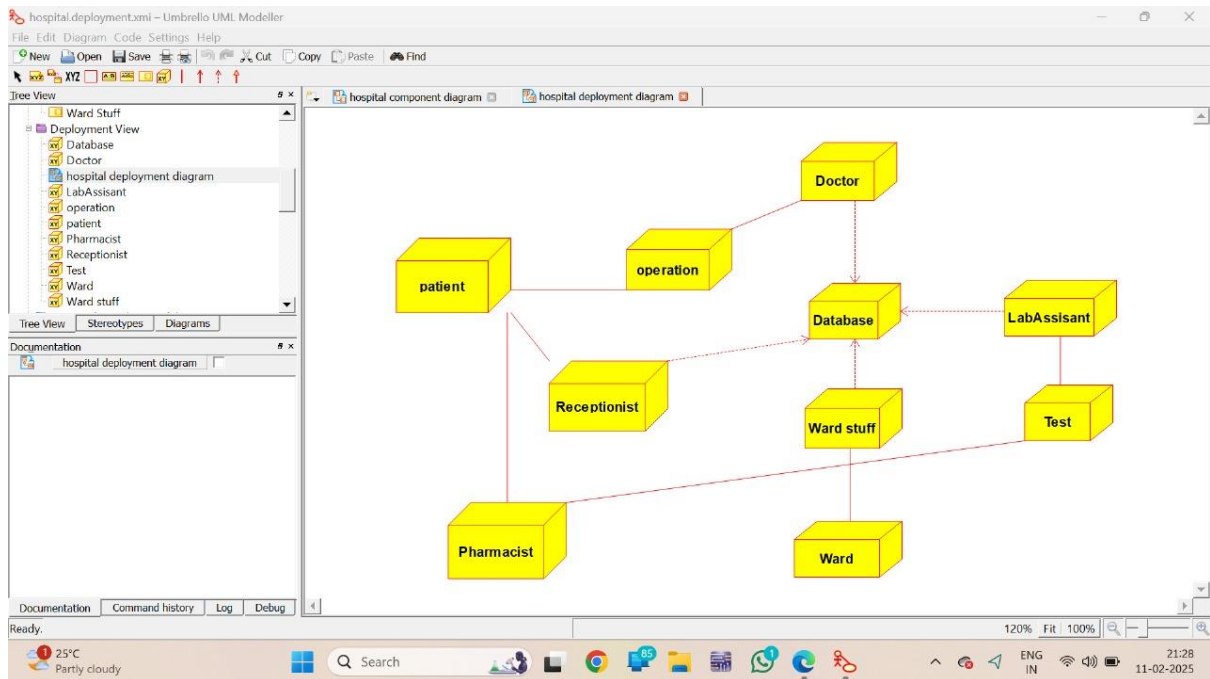 hospital.deployment.xmi – Umbrello UML Modeller
File Edit Diagram Code Settings Help
New Open Save Cut Copy Paste Find
XYZ
Tree View
hospital component diagram hospital deployment diagram
Ward Stuff
Deployment View
Database
Doctor
hospital deployment diagram
LabAssisant
operation
patient
Pharmacist
Receptionist
Test
Ward
Ward stuff
Tree View Stereotypes Diagrams
Documentation
hospital deployment diagram
Documentation Command history Log Debug
Doctor
operation
patient
Database
LabAssisant
Receptionist
Ward stuff
Test
Pharmacist
Ward
Ready.
120% Fit 100%
1
25°C
Partly cloudy
Search
85
1
ENG
IN
21:28
11-02-2025